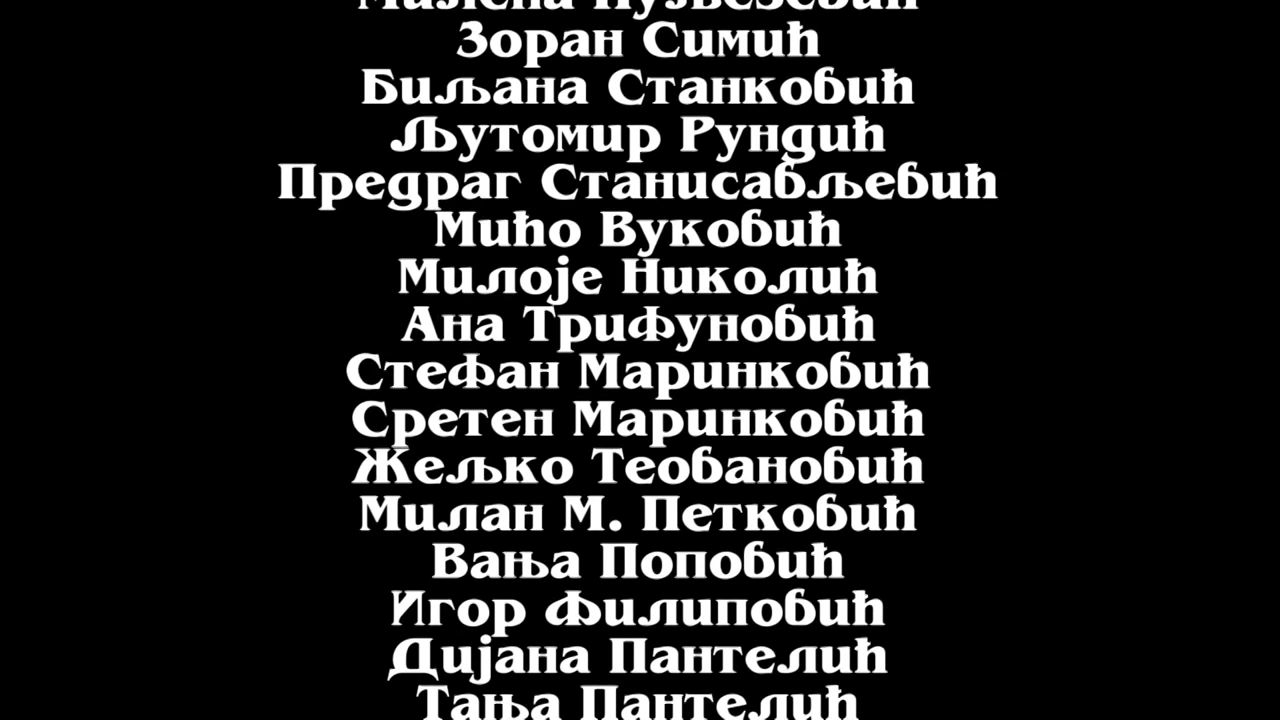 Зоран Симић
Биљана Станковић
Љутомир Рундић
Предраг Станисављевић
Мићо Вуковић
Милоје Николић
Ана Трифуновић
Стефан Маринковић
Сретен Маринковић
Жељко Теовановић
Милан М. Петковић
Вања Поповић
Игор Филиповић
Дијана Пантелић
Тања Пантелић